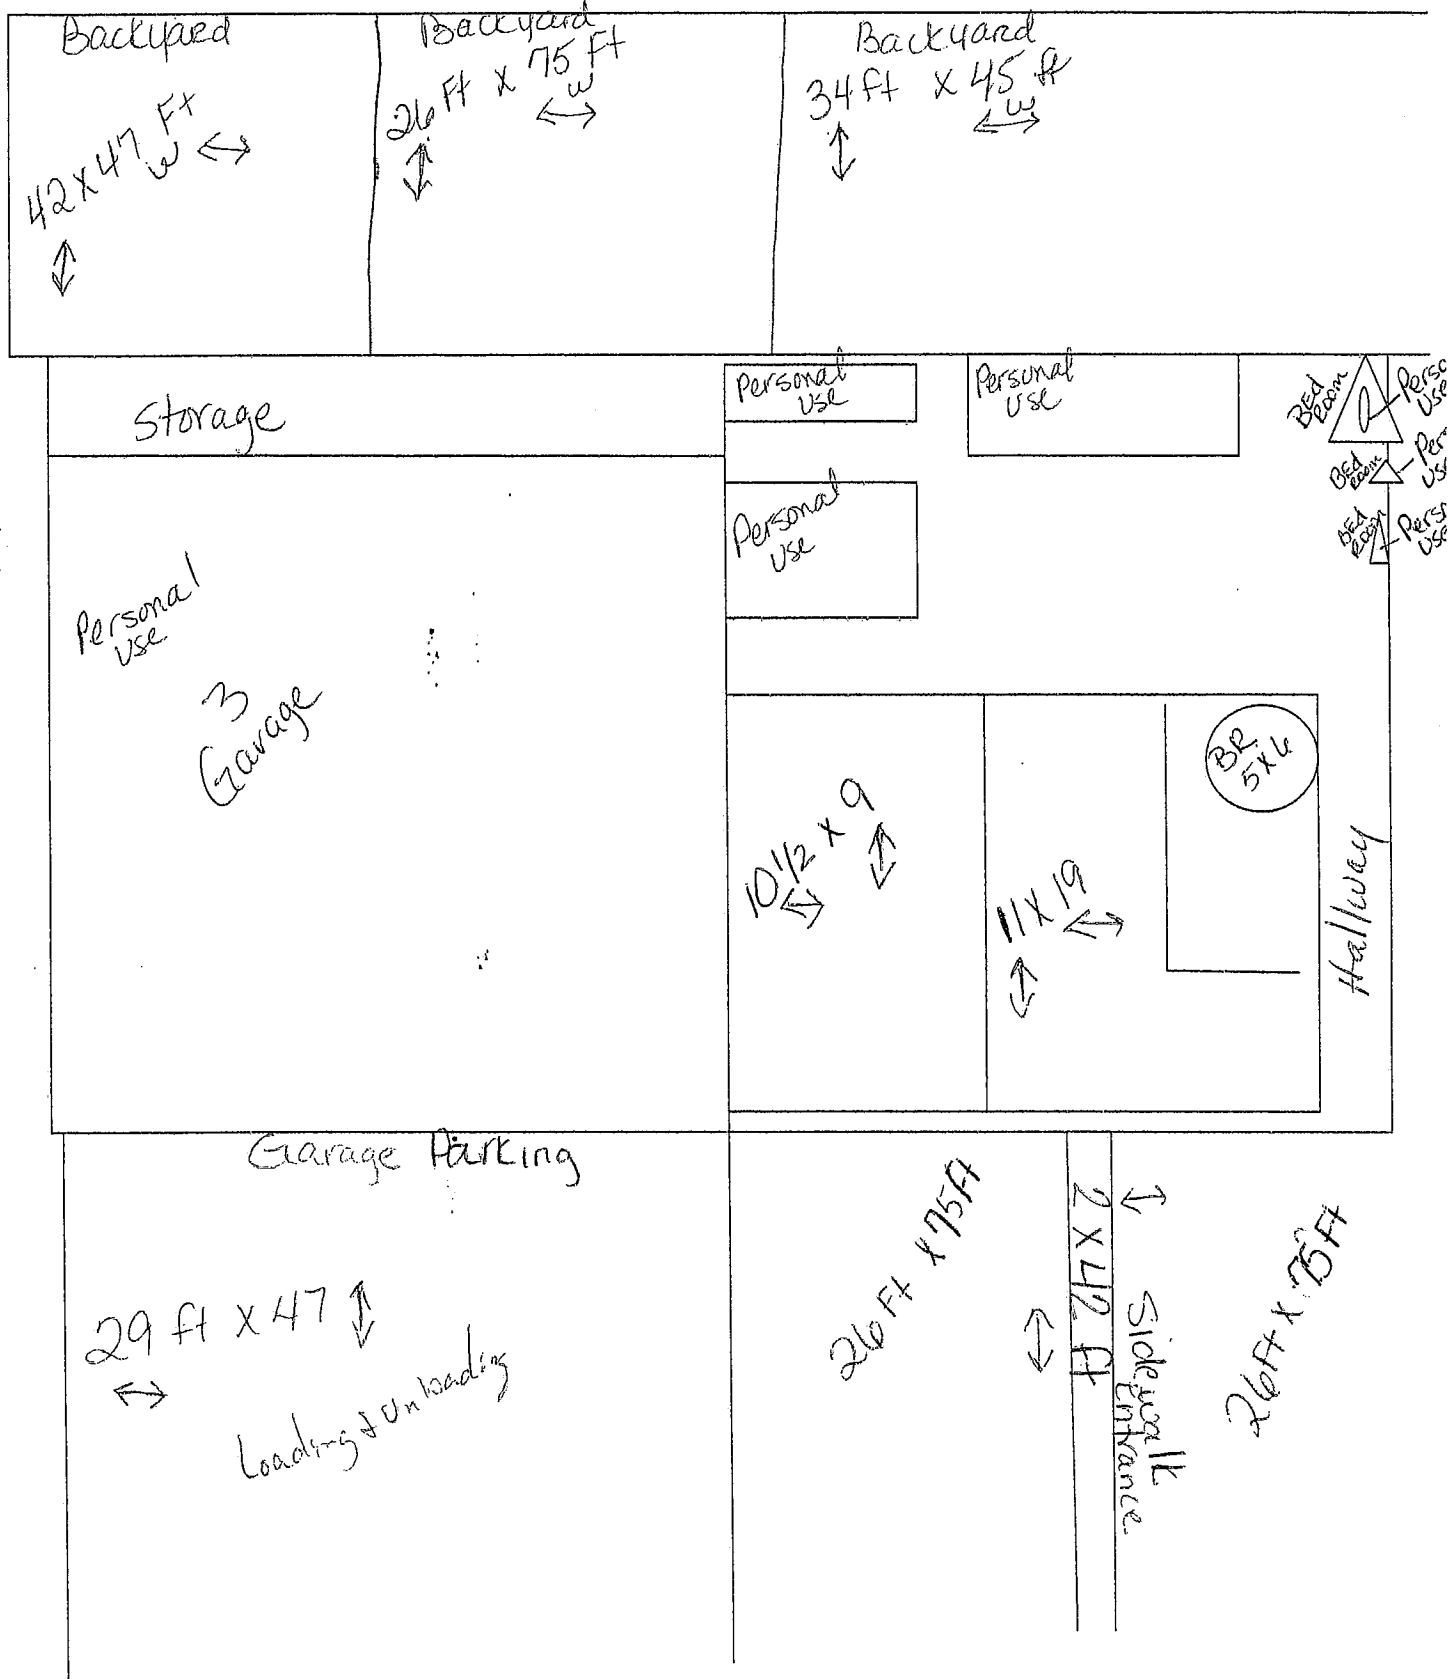 Backyard
42 x 47 Ft
W
Backyard
26 Ft x 75 Ft
W
Backyard
34 ft x 45 ft
W
Storage
Personal
Use
Personal
Use
BEd
Room
BEd
Room
BEd
Room
Personal
Use
Personal
Use
3
Garage
BR.
5x6
10 1/2 x 9
11 x 19
Hallway
Garage Parking
29 ft x 47
Loading & Unloading
26 Ft x 75 ft
2 x 42 ft
Sidewalk
Entrance
26 Ft x 75 Ft